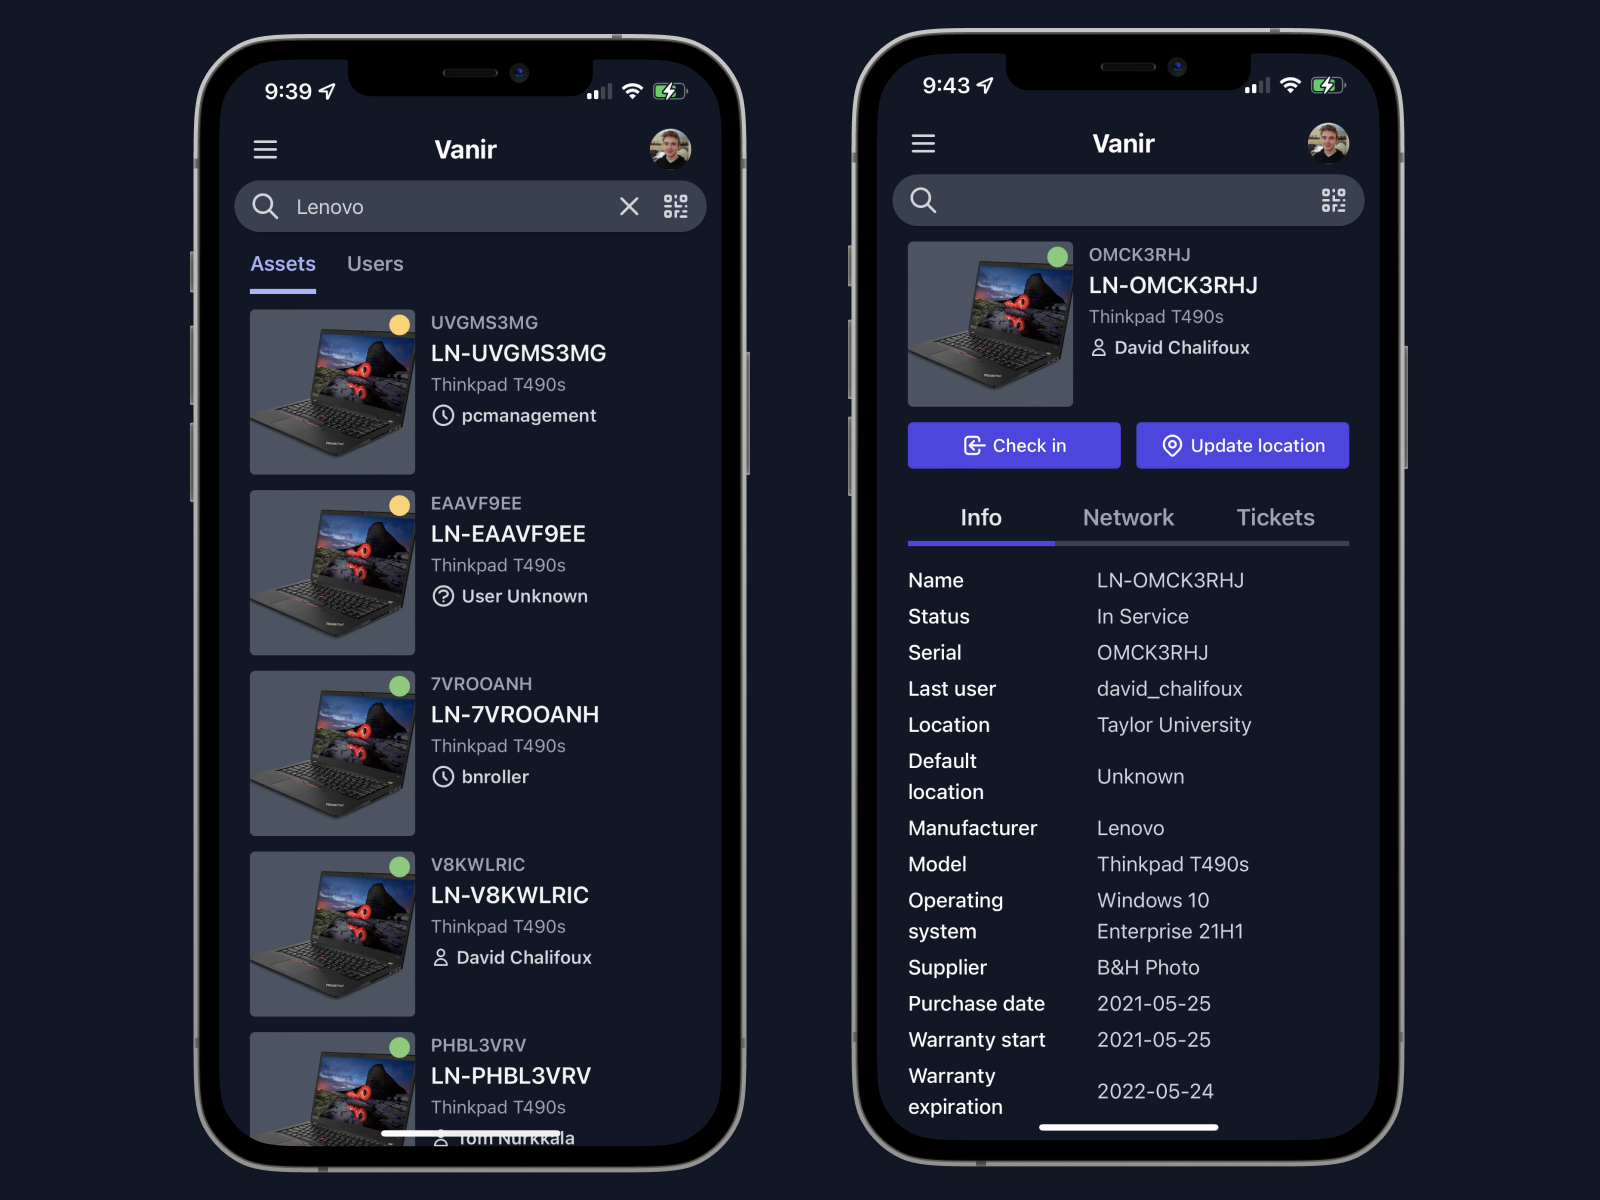 9:39
Vanir
Lenovo
Assets Users
UVGMS3MG
LN-UVGMS3MG
Thinkpad T490s
pcmanagement
EAAVF9EE
LN-EAAVF9EE
Thinkpad T490s
User Unknown
7VROOANH
LN-7VROOANH
Thinkpad T490s
bnroller
V8KWLRIC
LN-V8KWLRIC
Thinkpad T490s
David Chalifoux
PHBL3VRV
LN-PHBL3VRV
Thinkpad T490s
Tom Nurkkala
9:43
Vanir
OMCK3RHJ
LN-OMCK3RHJ
Thinkpad T490s
David Chalifoux
Check in Update location
Info Network Tickets
Name LN-OMCK3RHJ
Status In Service
Serial OMCK3RHJ
Last user david_chalifoux
Location Taylor University
Default
location Unknown
Manufacturer Lenovo
Model Thinkpad T490s
Operating Windows 10
system Enterprise 21H1
Supplier B&H Photo
Purchase date 2021-05-25
Warranty start 2021-05-25
Warranty
expiration 2022-05-24